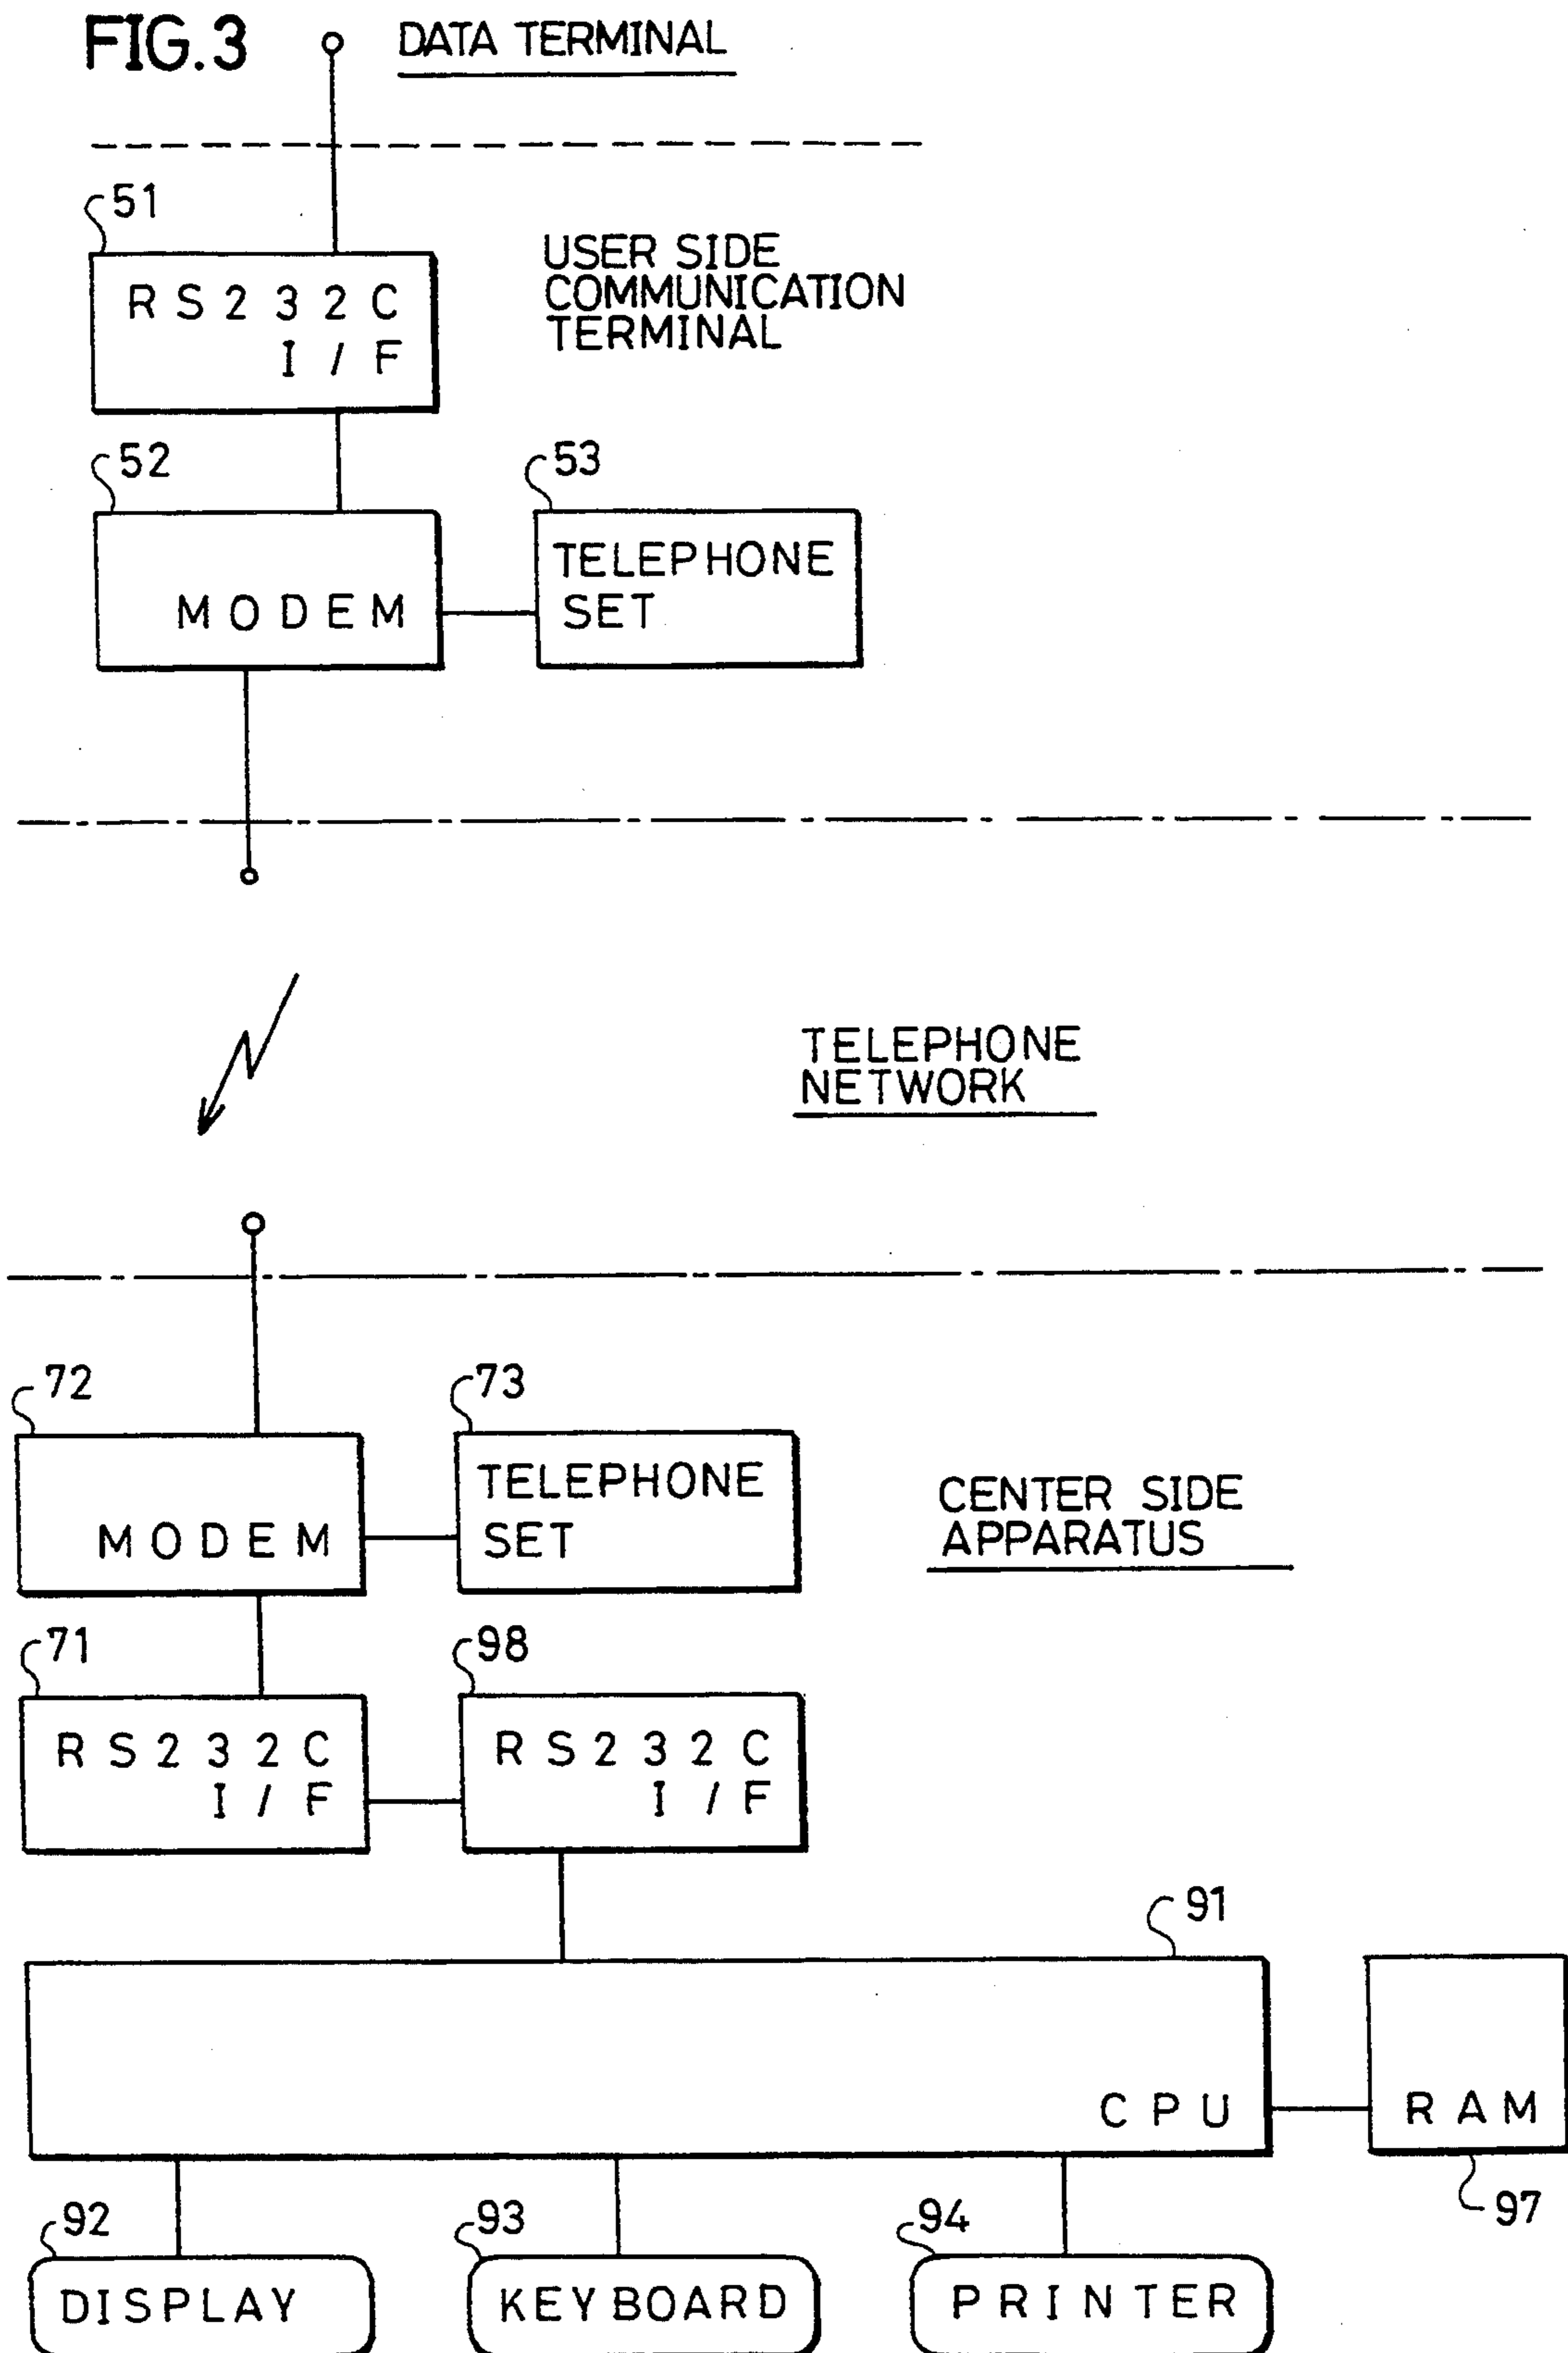 FIG.3
DATA TERMINAL
51
RS232C
I/F
USER SIDE
COMMUNICATION
TERMINAL
52
MODEM
53
TELEPHONE
SET
TELEPHONE
NETWORK
72
MODEM
73
TELEPHONE
SET
CENTER SIDE
APPARATUS
71
RS232C
I/F
98
RS232C
I/F
91
CPU
RAM
97
92
DISPLAY
93
KEYBOARD
94
PRINTER